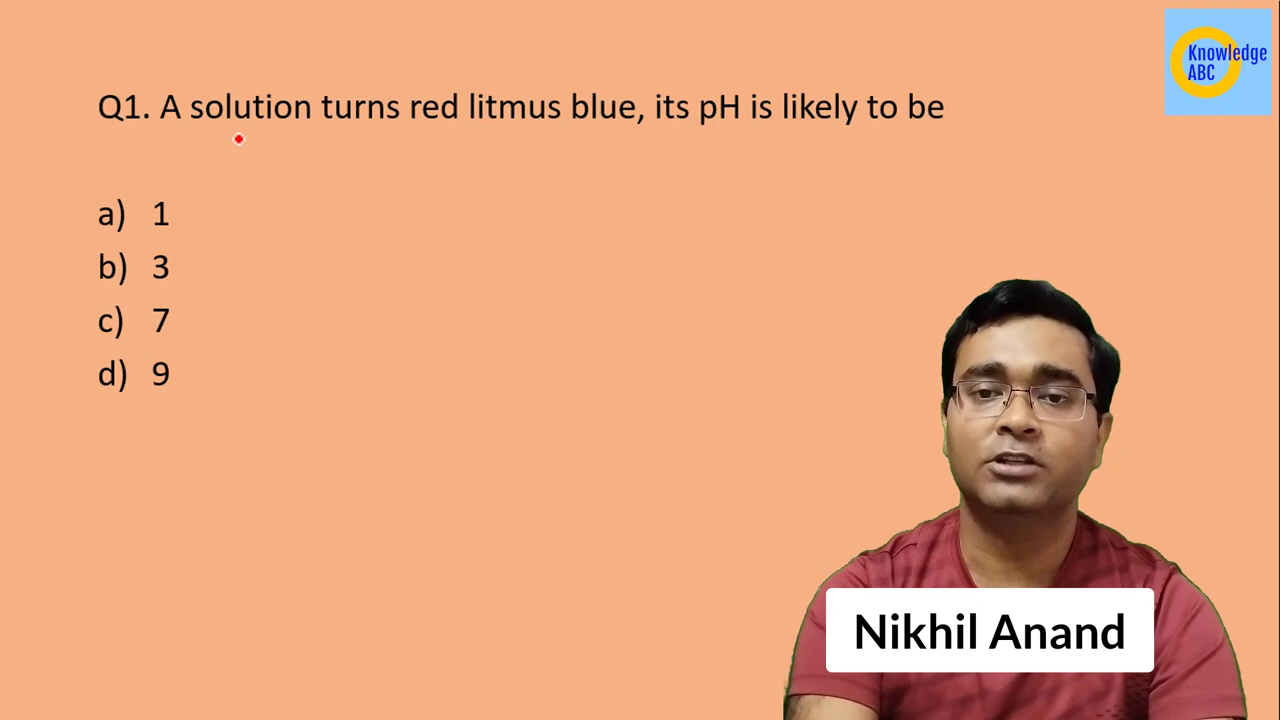 Knowledge
ABC
Q1. A solution turns red litmus blue, its pH is likely to be
a) 1
b) 3
c) 7
d) 9
Nikhil Anand